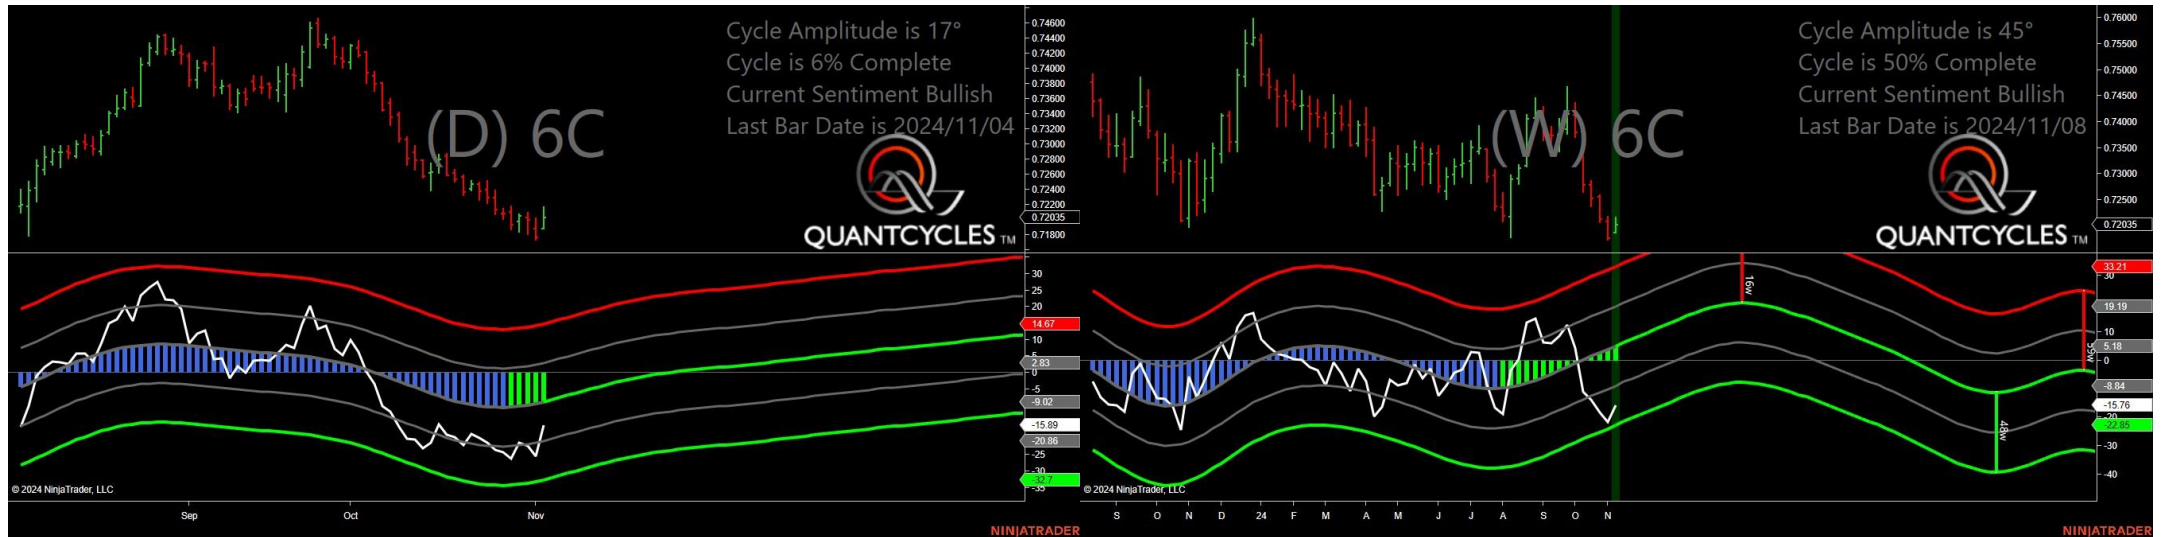 Cycle Amplitude is 17°
Cycle is 6% Complete
Current Sentiment Bullish
Last Bar Date is 2024/11/04
(D) 6C
QUANTCYCLES TM
0.74600
0.74400
0.74200
0.74000
0.73800
0.73600
0.73400
0.73200
0.73000
0.72800
0.72600
0.72400
0.72200
0.72035
0.71800
30
25
20
14.67
10
5
2.83
0
-5
-9.02
-15.89
-20.86
-25
-30
-32.7
-35
© 2024 NinjaTrader, LLC
Sep
Oct
Nov
NINJATRADER
Cycle Amplitude is 45°
Cycle is 50% Complete
Current Sentiment Bullish
Last Bar Date is 2024/11/08
(W) 6C
QUANTCYCLES TM
0.76000
0.75500
0.75000
0.74500
0.74000
0.73500
0.73000
0.72500
0.72035
16w
48w
59w
33.21
30
19.19
10
5.18
0
-8.84
-15.76
-20
-22.85
-30
-40
© 2024 NinjaTrader, LLC
S O N D 24 F M A M J J A S O N
NINJATRADER